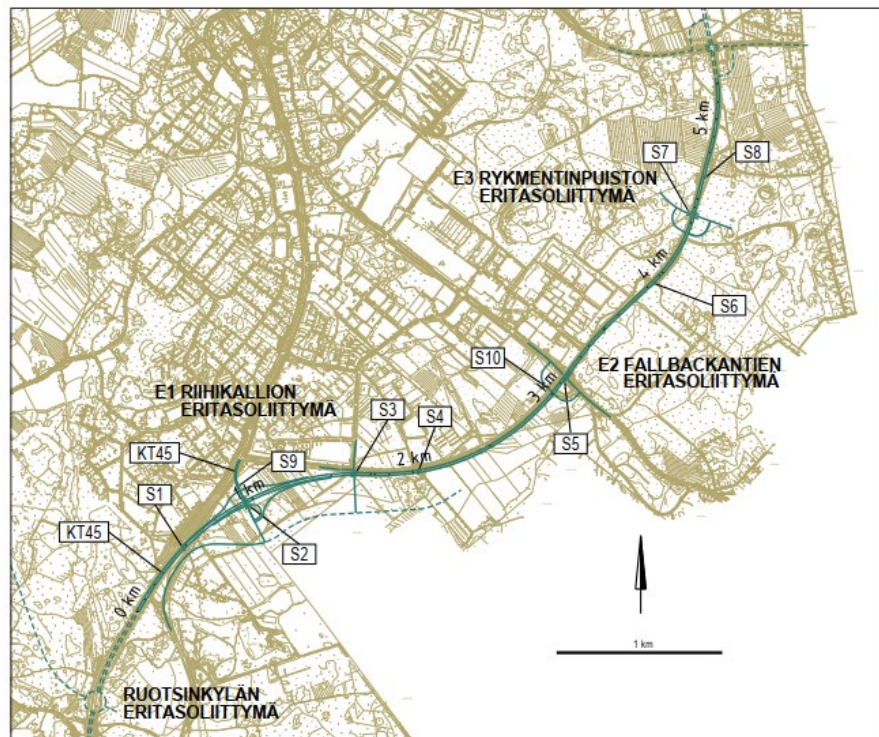 5 km
S7
S8
E3 RYKMENTINPUISTON
ERITASOLIITTYMÄ
4 km
S6
S10
E2 FALLBACKANTIEN
ERITASOLIITTYMÄ
3 km
S5
E1 RIIHIKALLION
ERITASOLIITTYMÄ
S3
S4
2 km
KT45
S9
1 km
S1
S2
KT45
0 km
1 km
RUOTSINKYLÄN
ERITASOLIITTYMÄ